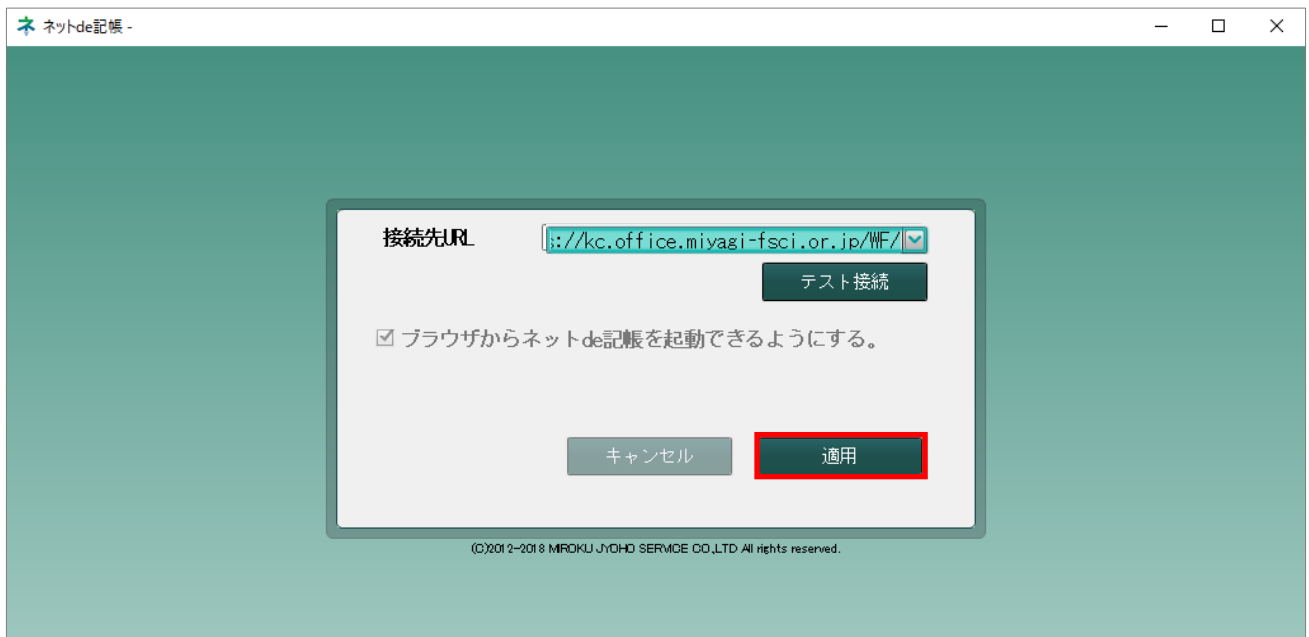 ネットde記帳 -
接続先URL
s://kc.office.miyagi-fsci.or.jp/WF/
テスト接続
ブラウザからネットde記帳を起動できるようにする。
キャンセル
適用
(C)2012-2018 MIROKU JYOHO SERVICE CO.,LTD All rights reserved.